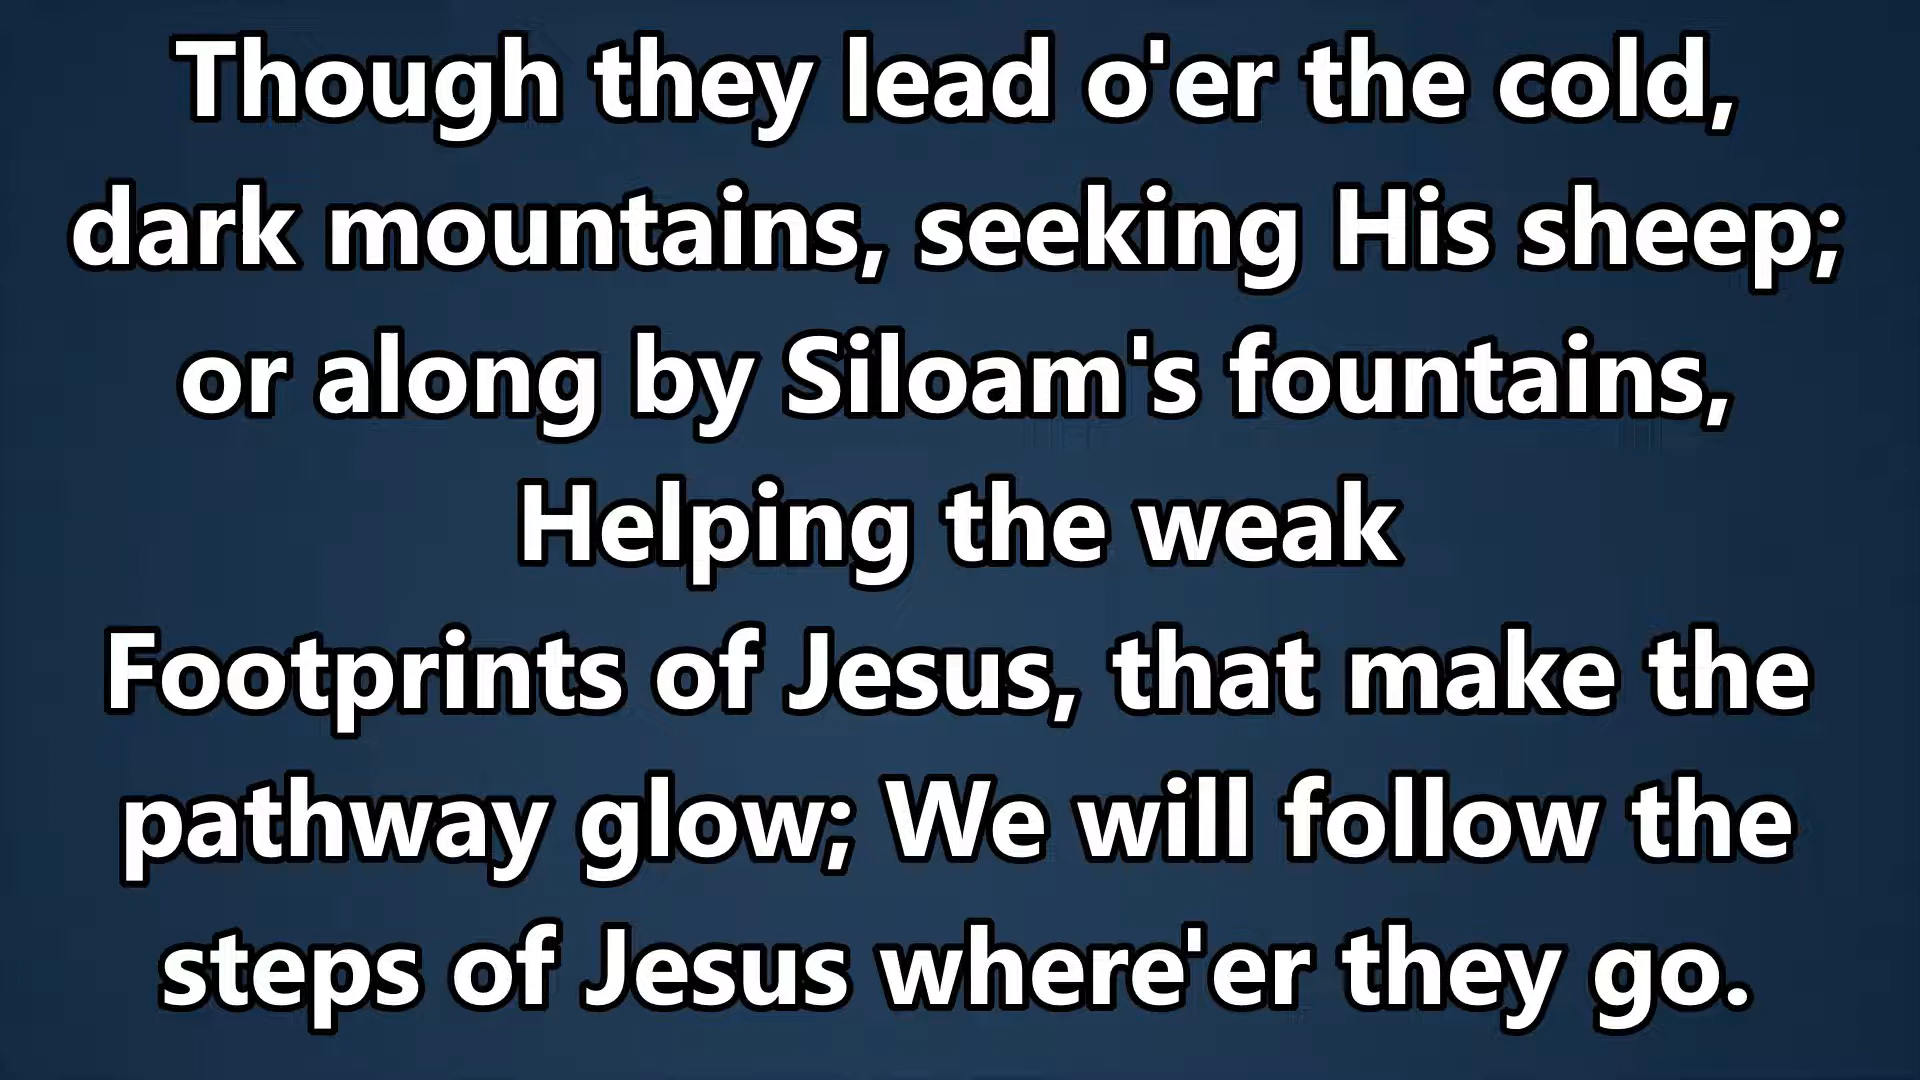 Though they lead o'er the cold,
dark mountains, seeking His sheep;
or along by Siloam's fountains,
Helping the weak
Footprints of Jesus, that make the
pathway glow; We will follow the
steps of Jesus where'er they go.